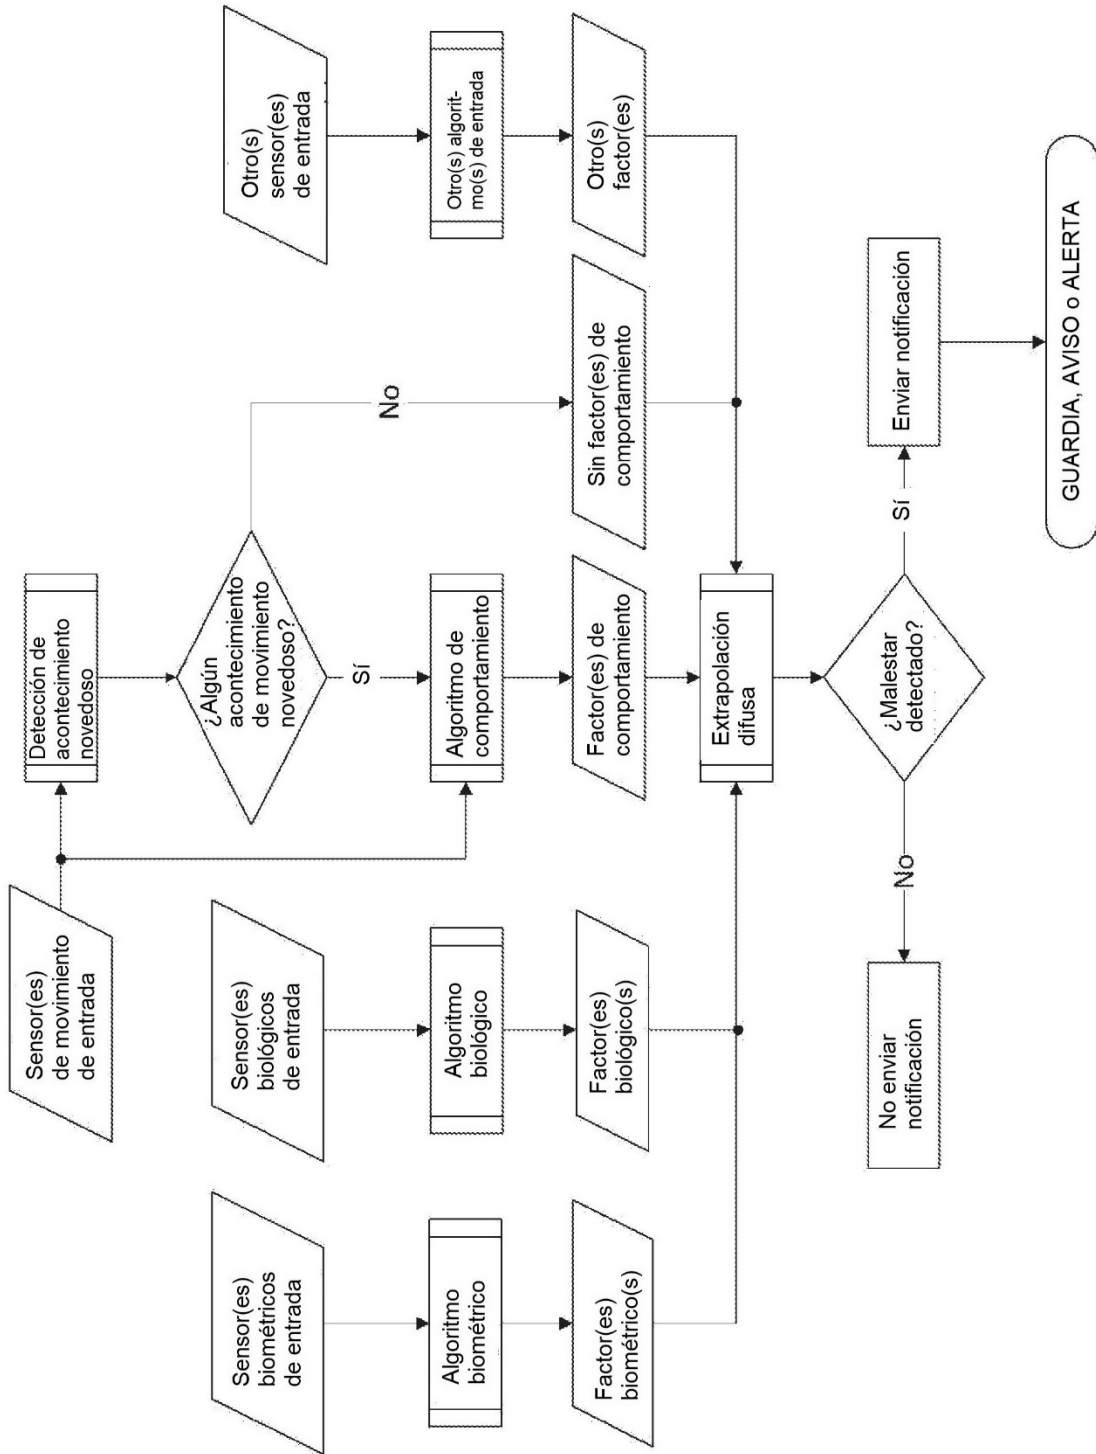 Sensor(es)
de movimiento
de entrada
Detección de
acontecimiento
novedoso
¿Algún
acontecimiento
de movimiento
novedoso?
Sí
No
Sensor(es)
biométricos
de entrada
Sensor(es)
biológicos
de entrada
Otro(s)
sensor(es)
de entrada
Algoritmo
biométrico
Algoritmo
biológico
Algoritmo de
comportamiento
Otro(s) algorit-
mo(s) de entrada
Factor(es)
biométrico(s)
Factor(es)
biológico(s)
Factor(es) de
comportamiento
Sin factor(es) de
comportamiento
Otro(s)
factor(es)
Extrapolación
difusa
¿Malestar
detectado?
No
Sí
No enviar
notificación
Enviar notificación
GUARDIA, AVISO o ALERTA